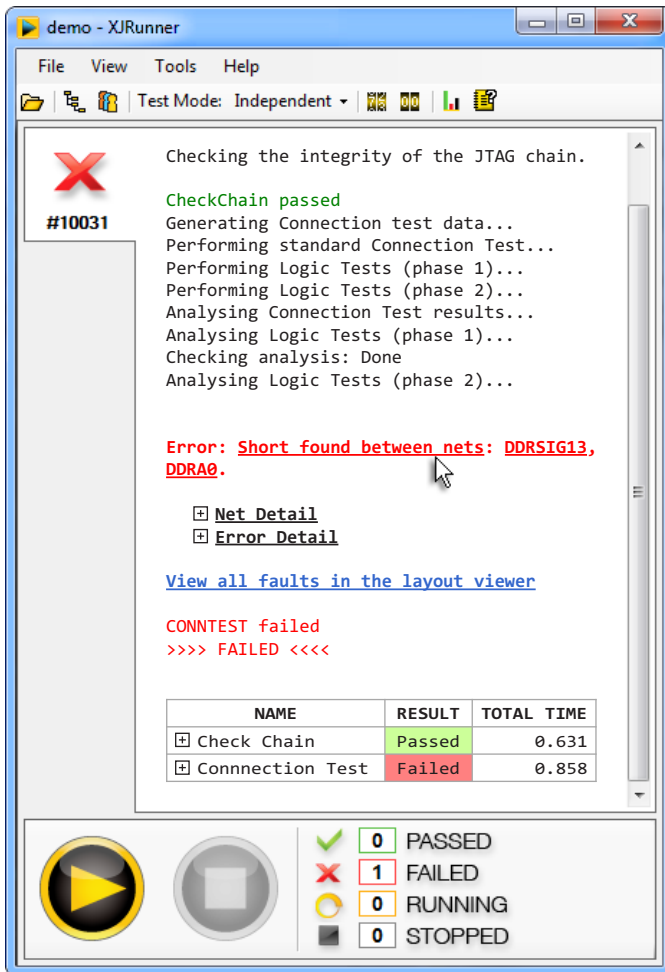 demo - XJRunner
File View Tools Help
Test Mode: Independent
#10031
Checking the integrity of the JTAG chain.
CheckChain passed
Generating Connection test data...
Performing standard Connection Test...
Performing Logic Tests (phase 1)...
Performing Logic Tests (phase 2)...
Analysing Connection Test results...
Analysing Logic Tests (phase 1)...
Checking analysis: Done
Analysing Logic Tests (phase 2)...
Error: Short found between nets: DDRSIG13,
DDRA0.
Net Detail
Error Detail
View all faults in the layout viewer
CONNTEST failed
>>>> FAILED <<<<
NAME RESULT TOTAL TIME
Check Chain Passed 0.631
Connnection Test Failed 0.858
0 PASSED
1 FAILED
0 RUNNING
0 STOPPED